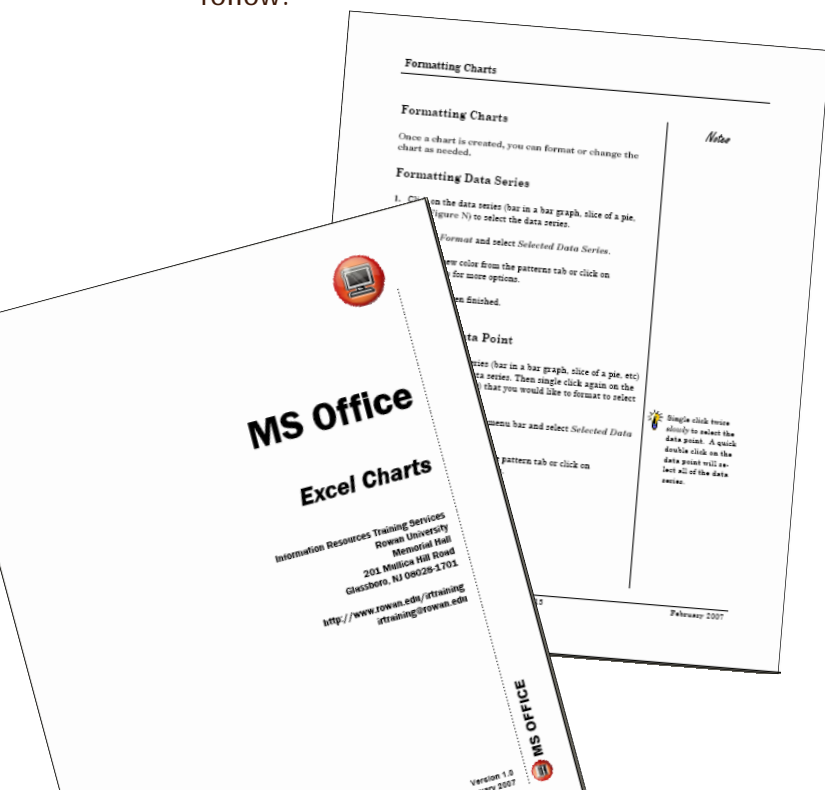 follow:
Formatting Charts
Formatting Charts
Notes
Once a chart is created, you can format or change the
chart as needed.
Formatting Data Series
1. Click on the data series (bar in a bar graph, slice of a pie,
Figure N) to select the data series.
Format and select Selected Data Series.
new color from the patterns tab or click on
for more options.
finished.
Point
(bar in a bar graph, slice of a pie, etc)
series. Then single click again on the
that you would like to format to select
menu bar and select Selected Data
pattern tab or click on
Single click twice
slowly to select the
data point. A quick
double click on the
data point will se-
lect all of the data
series.
15
February 2007
MS Office
Excel Charts
Information Resources Training Services
Rowan University
Memorial Hall
201 Mullica Hill Road
Glassboro, NJ 08028-1701
http://www.rowan.edu/irtraining
irtraining@rowan.edu
MS OFFICE
Version 1.0
2007